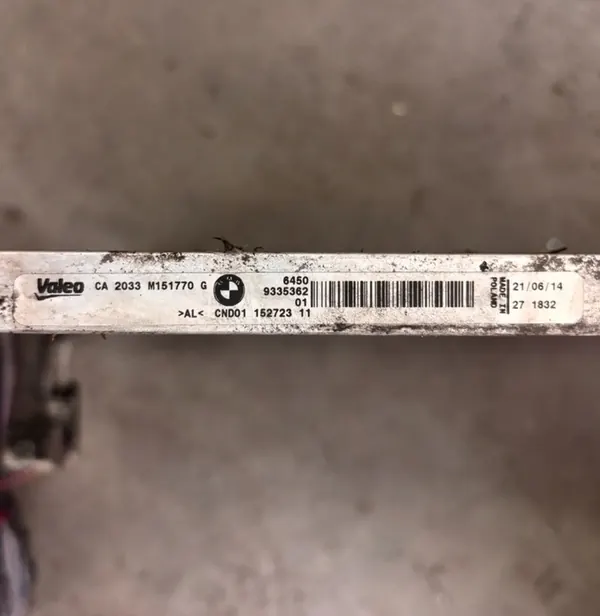 Valeo CA 2033 M151770 G
>AL< CND01 152723 11
6450
9335362
01
MADE IN
POLAND
21/06/14
27 1832